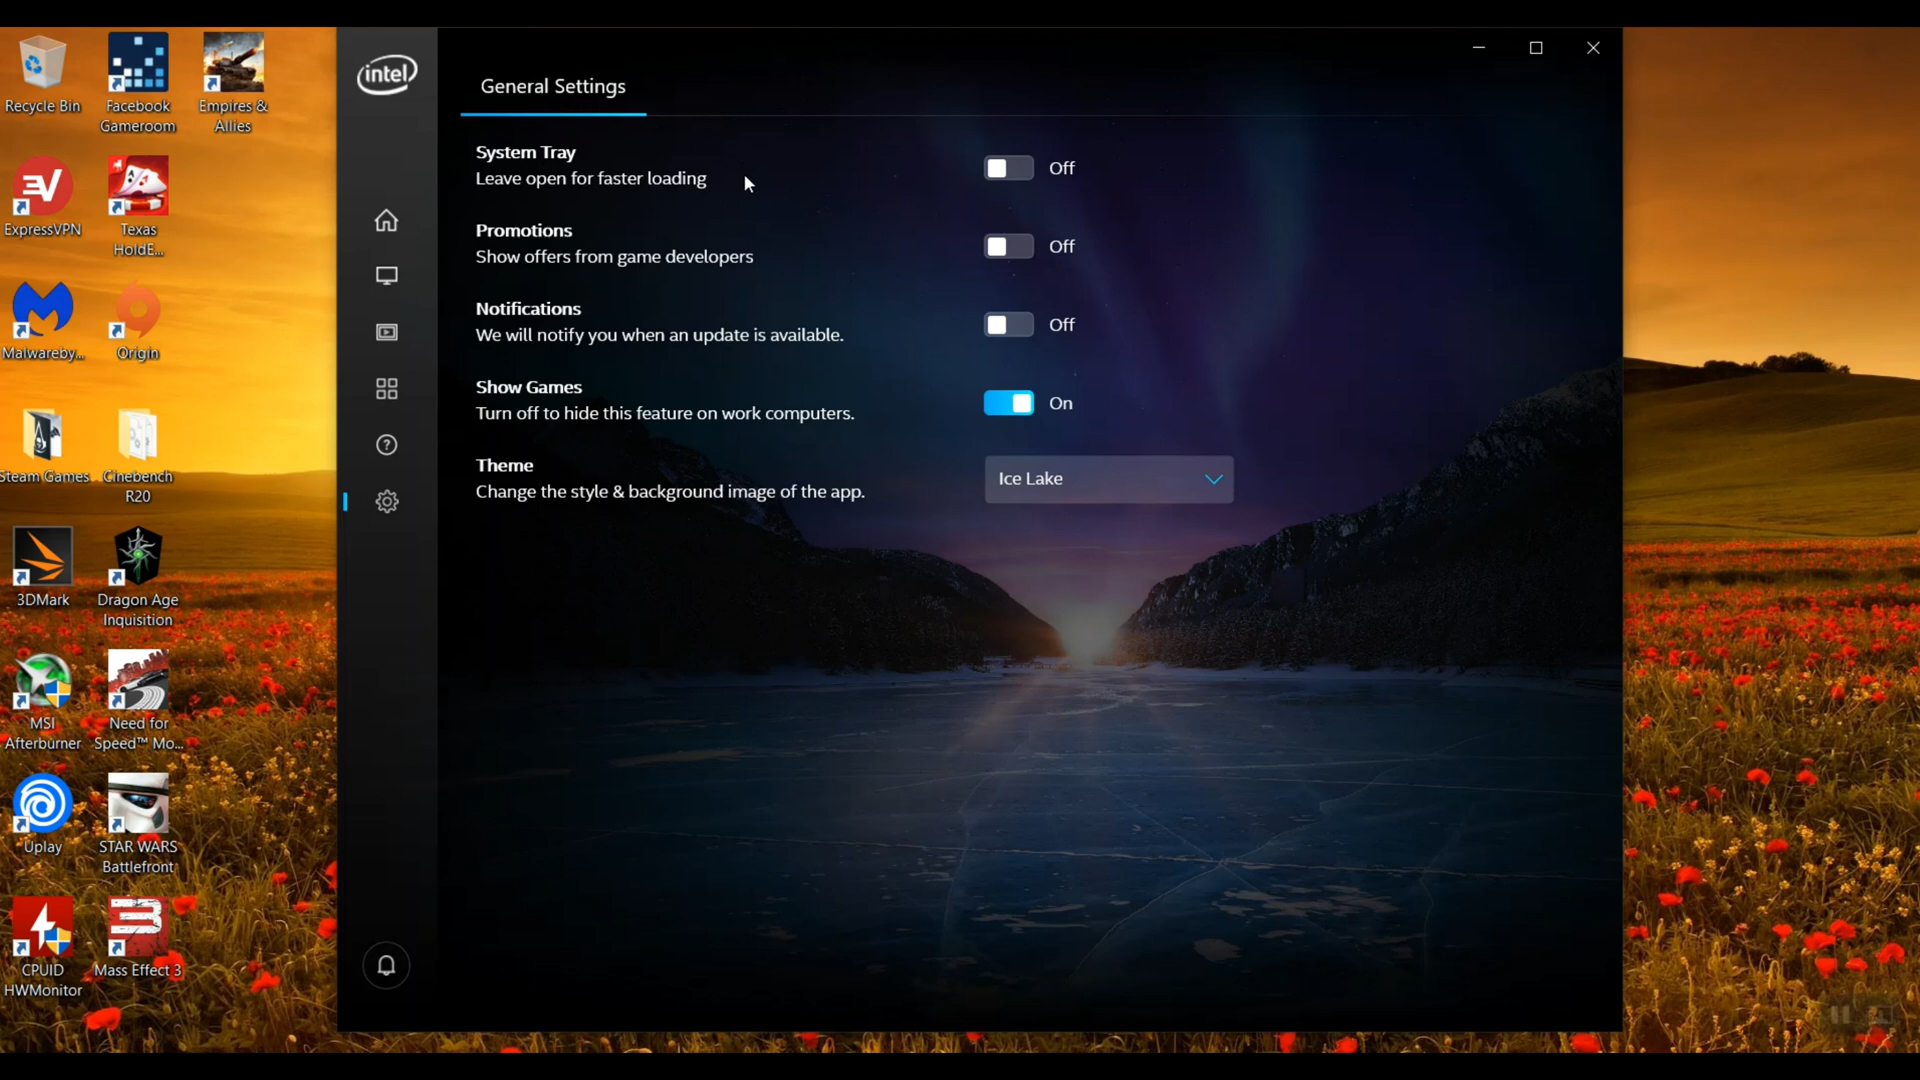 Recycle Bin
Facebook
Gameroom
Empires &
Allies
ExpressVPN
Texas
HoldE...
Malwareby...
Origin
Steam Games
Cinebench
R20
3DMark
Dragon Age
Inquisition
MSI
Afterburner
Need for
Speed™ Mo...
Uplay
STAR WARS
Battlefront
CPUID
HWMonitor
Mass Effect 3
intel
General Settings
System Tray
Leave open for faster loading
Off
Promotions
Show offers from game developers
Off
Notifications
We will notify you when an update is available.
Off
Show Games
Turn off to hide this feature on work computers.
On
Theme
Change the style & background image of the app.
Ice Lake